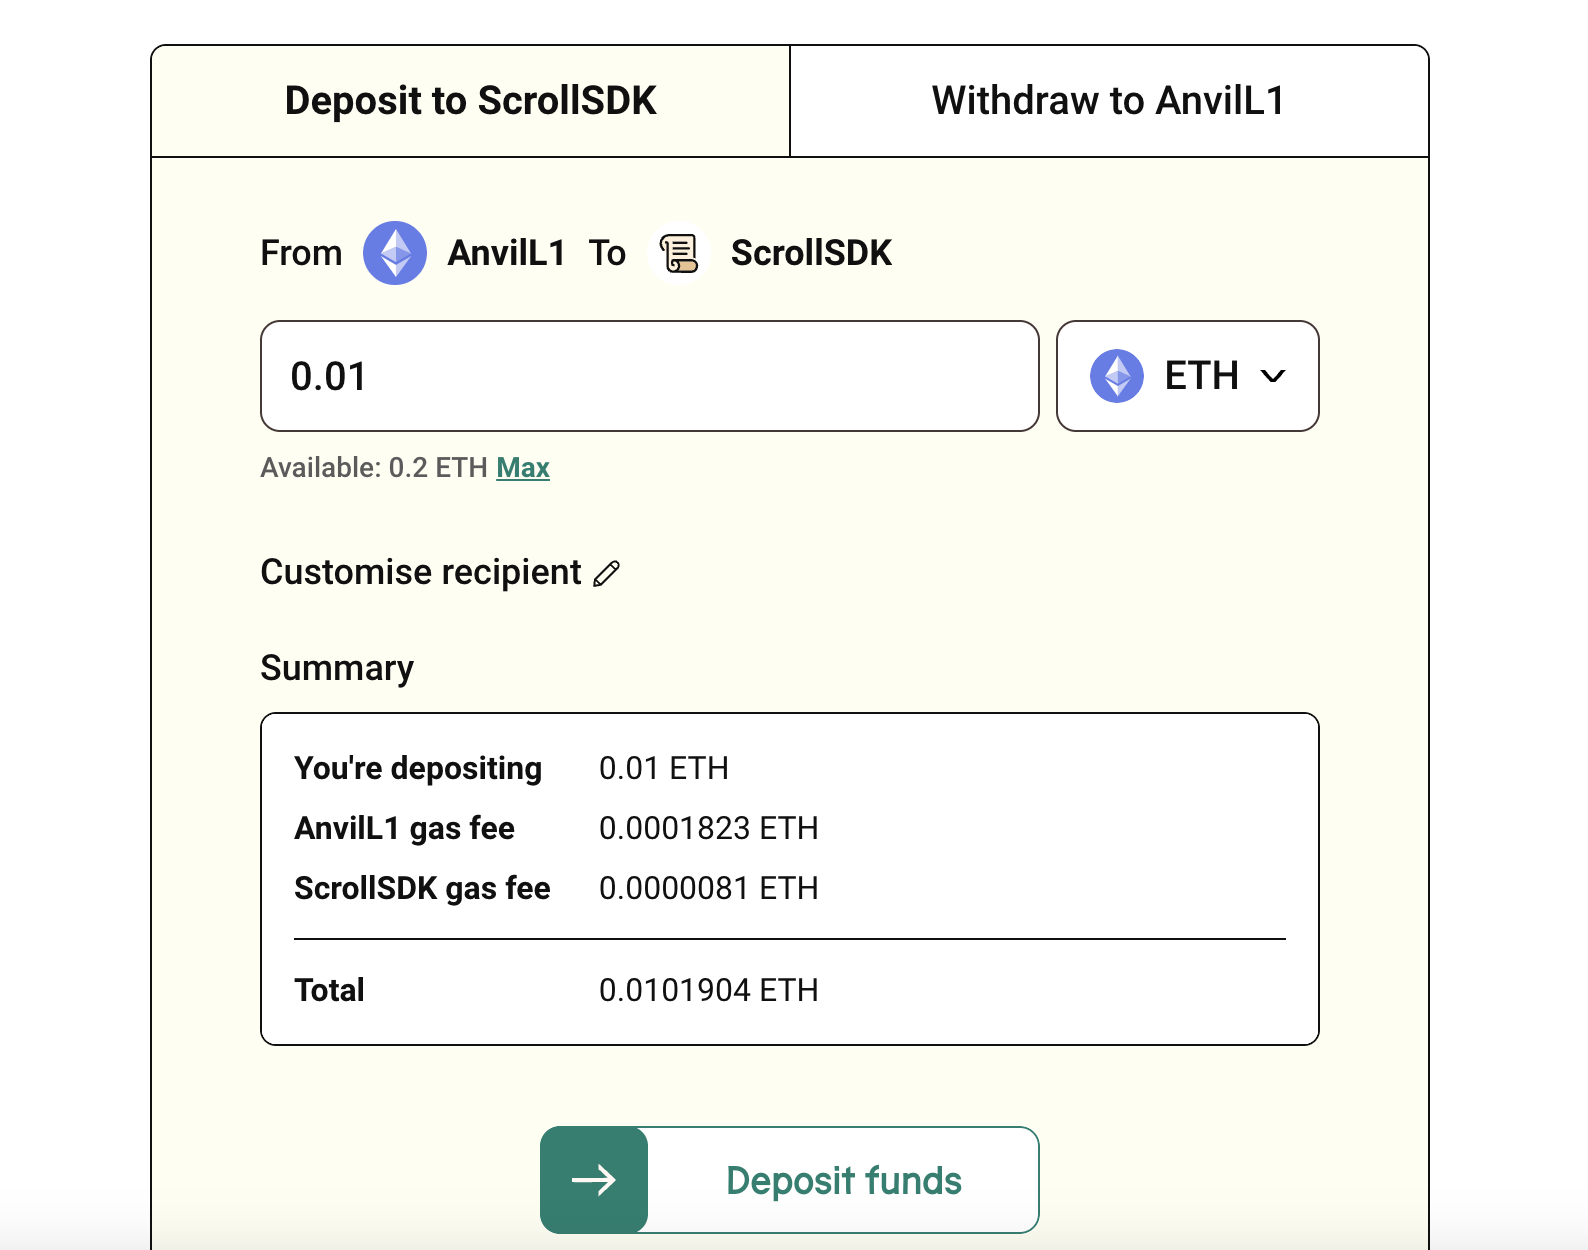 Deposit to ScrollSDK
Withdraw to AnvilL1
From AnvilL1 To ScrollSDK
0.01
ETH
Available: 0.2 ETH Max
Customise recipient
Summary
You're depositing 0.01 ETH
AnvilL1 gas fee 0.0001823 ETH
ScrollSDK gas fee 0.0000081 ETH
Total 0.0101904 ETH
Deposit funds